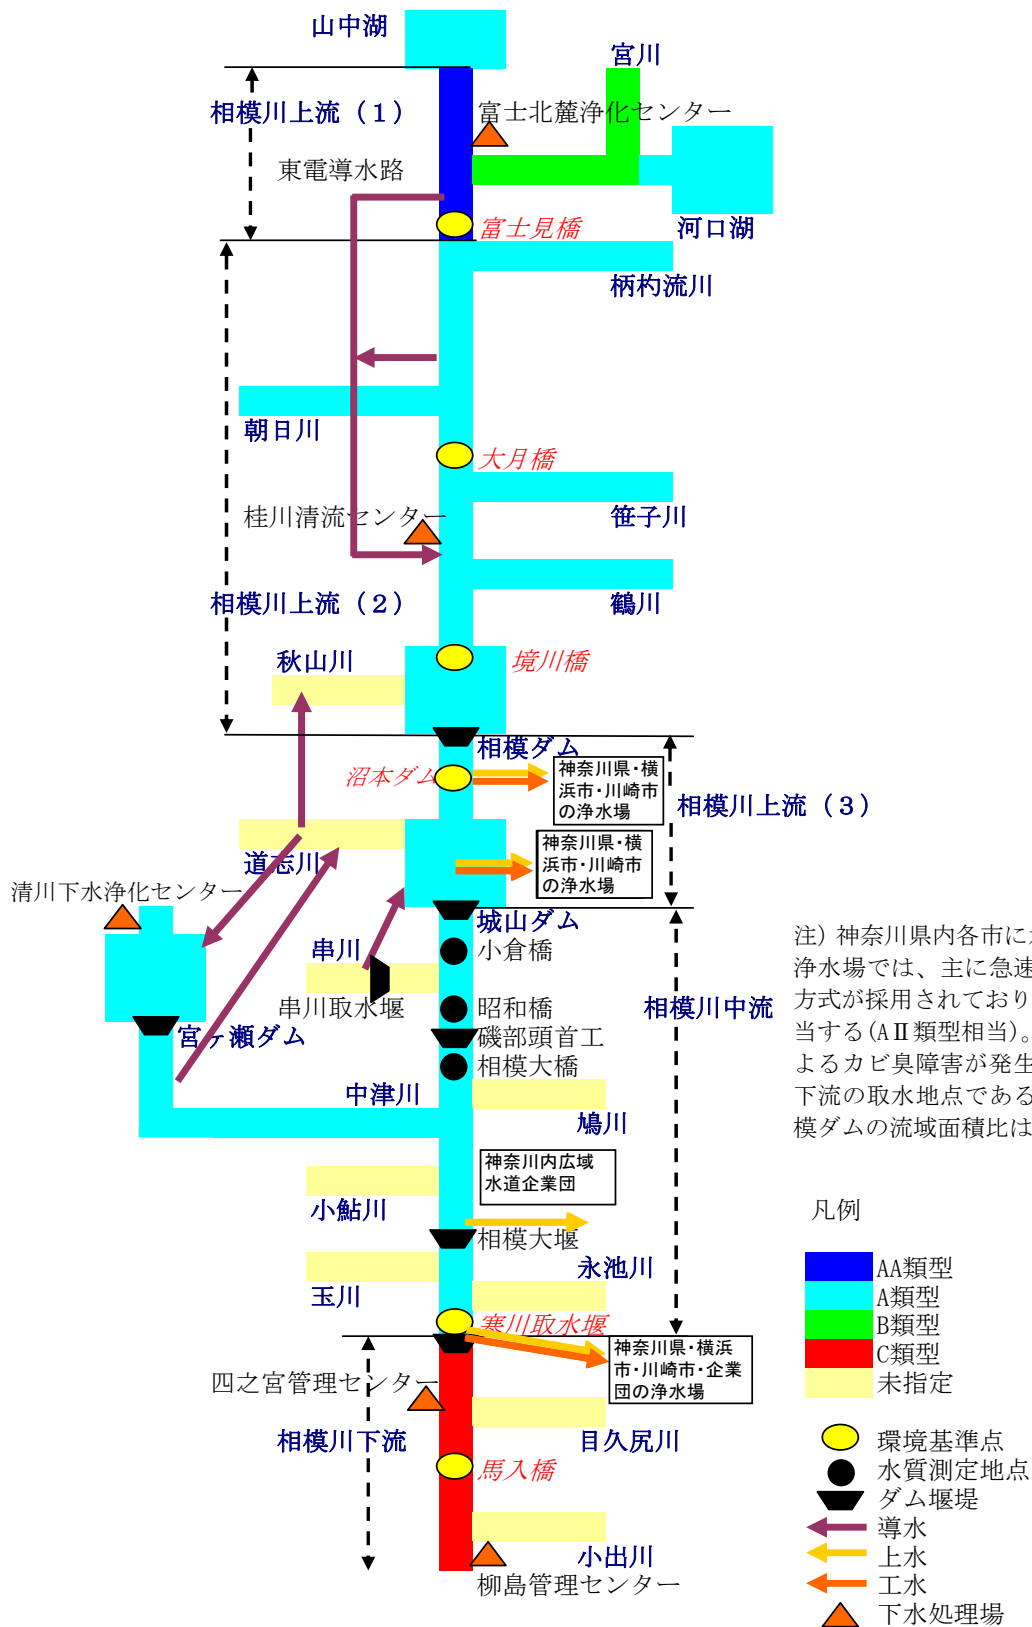 山中湖
宮川
相模川上流（１）
富士北麓浄化センター
東電導水路
富士見橋
河口湖
柄杓流川
朝日川
大月橋
桂川清流センター
笹子川
相模川上流（２）
鶴川
秋山川
境川橋
相模ダム
沼本ダム
神奈川県・横
浜市・川崎市
の浄水場
相模川上流（３）
道志川
神奈川県・横
浜市・川崎市
の浄水場
清川下水浄化センター
城山ダム
串川
小倉橋
串川取水堰
昭和橋
相模川中流
宮ヶ瀬ダム
磯部頭首工
相模大橋
中津川
鳩川
注）神奈川県内各市に
浄水場では、主に急速
方式が採用されており
当する(AⅡ類型相当)。
よるカビ臭障害が発生
下流の取水地点である
模ダムの流域面積比は
神奈川内広域
水道企業団
小鮎川
相模大堰
玉川
永池川
寒川取水堰
神奈川県・横浜
市・川崎市・企業
団の浄水場
四之宮管理センター
相模川下流
目久尻川
馬入橋
小出川
柳島管理センター
凡例
AA類型
A類型
B類型
C類型
未指定
環境基準点
水質測定地点
ダム堰堤
導水
上水
工水
下水処理場